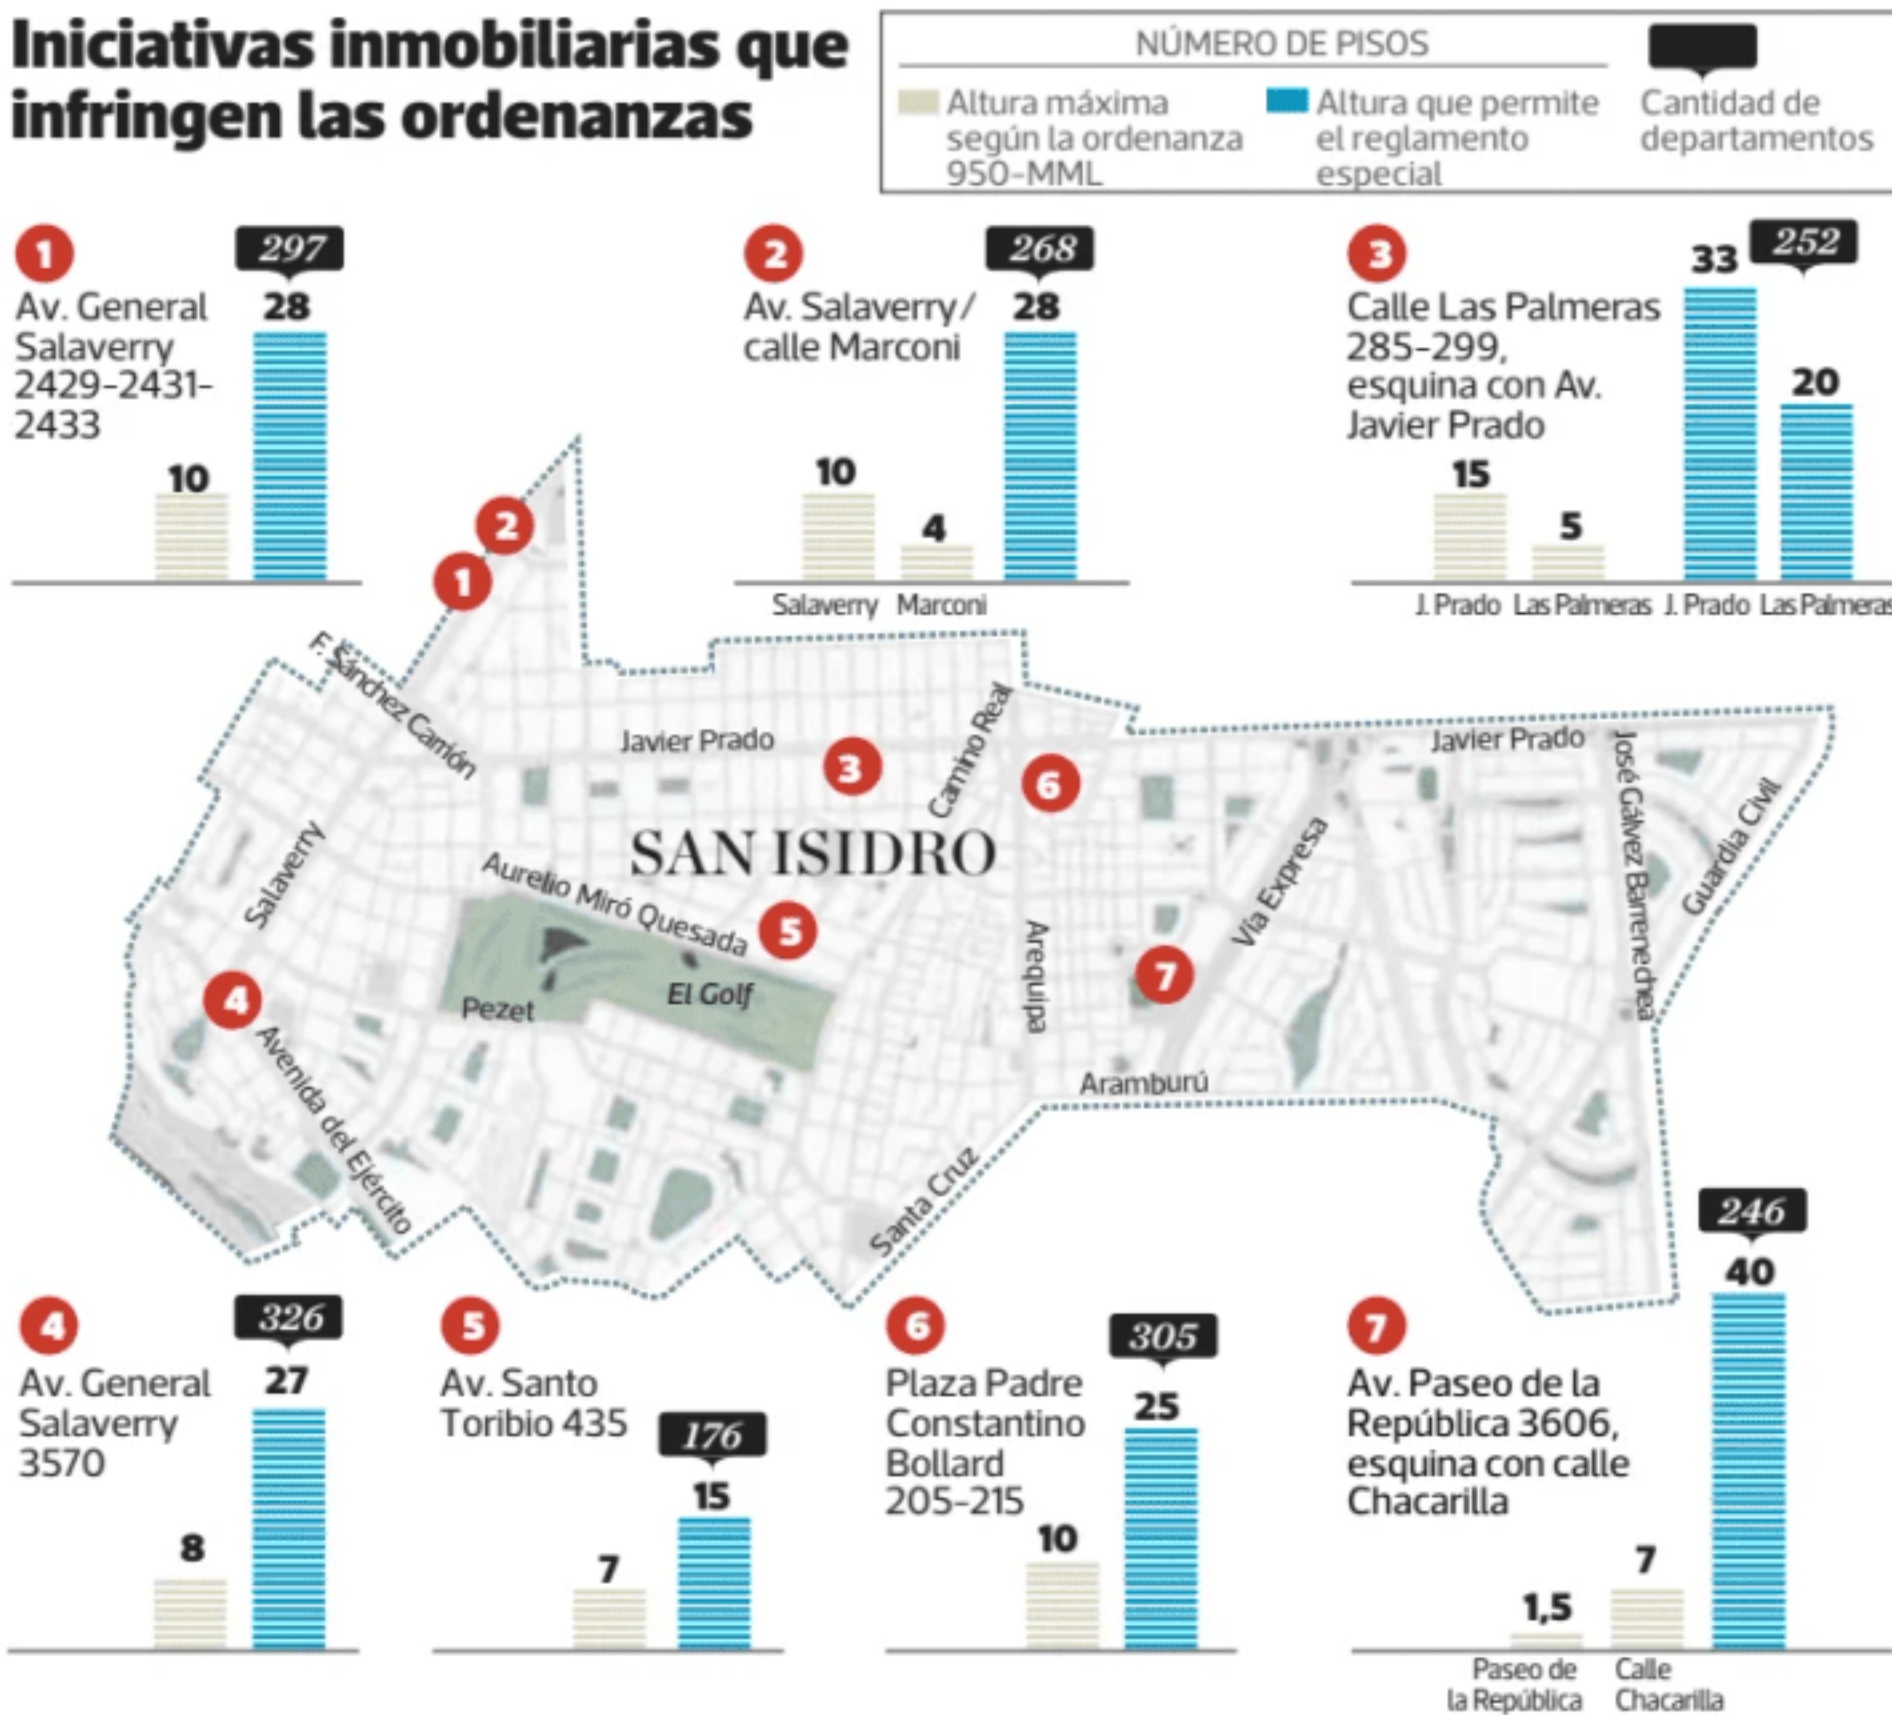 Iniciativas inmobiliarias que
infringen las ordenanzas
NÚMERO DE PISOS
Altura máxima
según la ordenanza
950-MML
Altura que permite
el reglamento
especial
Cantidad de
departamentos
1
297
Av. General
Salaverry
2429-2431-
2433
28
10
2
268
Av. Salaverry/
calle Marconi
28
10
4
Salaverry
Marconi
3
252
33
Calle Las Palmeras
285-299,
esquina con Av.
Javier Prado
20
15
5
J. Prado
Las Palmeras
J. Prado
Las Palmeras
2
1
F. Sánchez Carrión
Javier Prado
3
Camino Real
6
Javier Prado
José Gálvez Barrenechea
Guardia Civil
SAN ISIDRO
Salaverry
Aurelio Miró Quesada
5
Vía Expresa
Arequipa
7
4
El Golf
Pezet
Avenida del Ejército
Aramburú
Santa Cruz
4
326
Av. General
Salaverry
3570
27
8
5
Av. Santo
Toribio 435
176
15
7
6
305
Plaza Padre
Constantino
Bollard
205-215
25
10
7
246
40
Av. Paseo de la
República 3606,
esquina con calle
Chacarilla
1,5
7
Paseo de
la República
Calle
Chacarilla